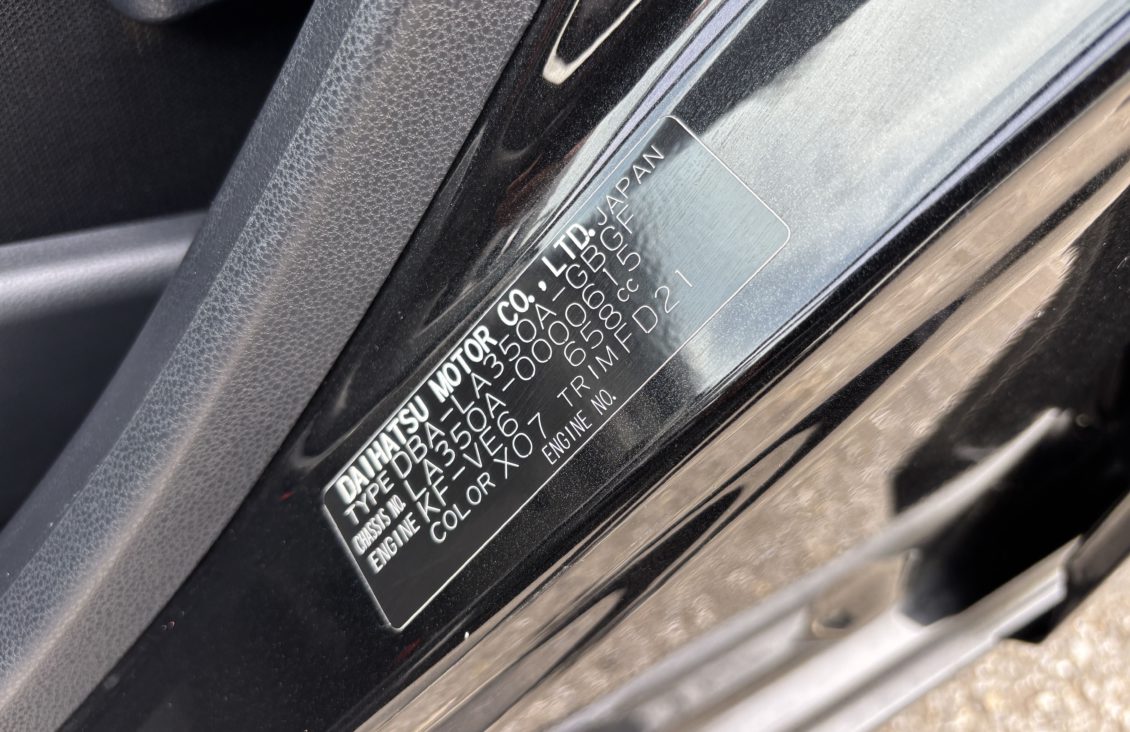 DAIHATSU MOTOR CO., LTD. JAPAN
TYPE DBA-LA350A-GBGF
CHASSIS NO. LA350A-0000615
ENGINE KF-VE6 658cc
COLOR X07 TRIM FD21
ENGINE NO.